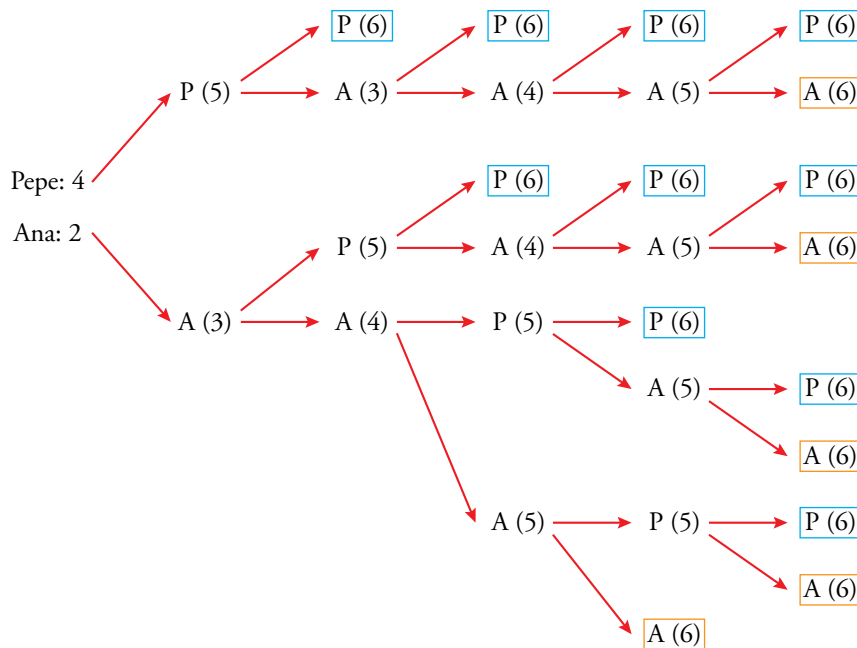 P (6) P (6) P (6) P (6)
P (5) A (3) A (4) A (5) A (6)
Pepe: 4 P (6) P (6) P (6)
Ana: 2 P (5) A (4) A (5) A (6)
A (3) A (4) P (5) P (6)
A (5) P (6)
A (6)
A (5) P (5) P (6)
A (6)
A (6)